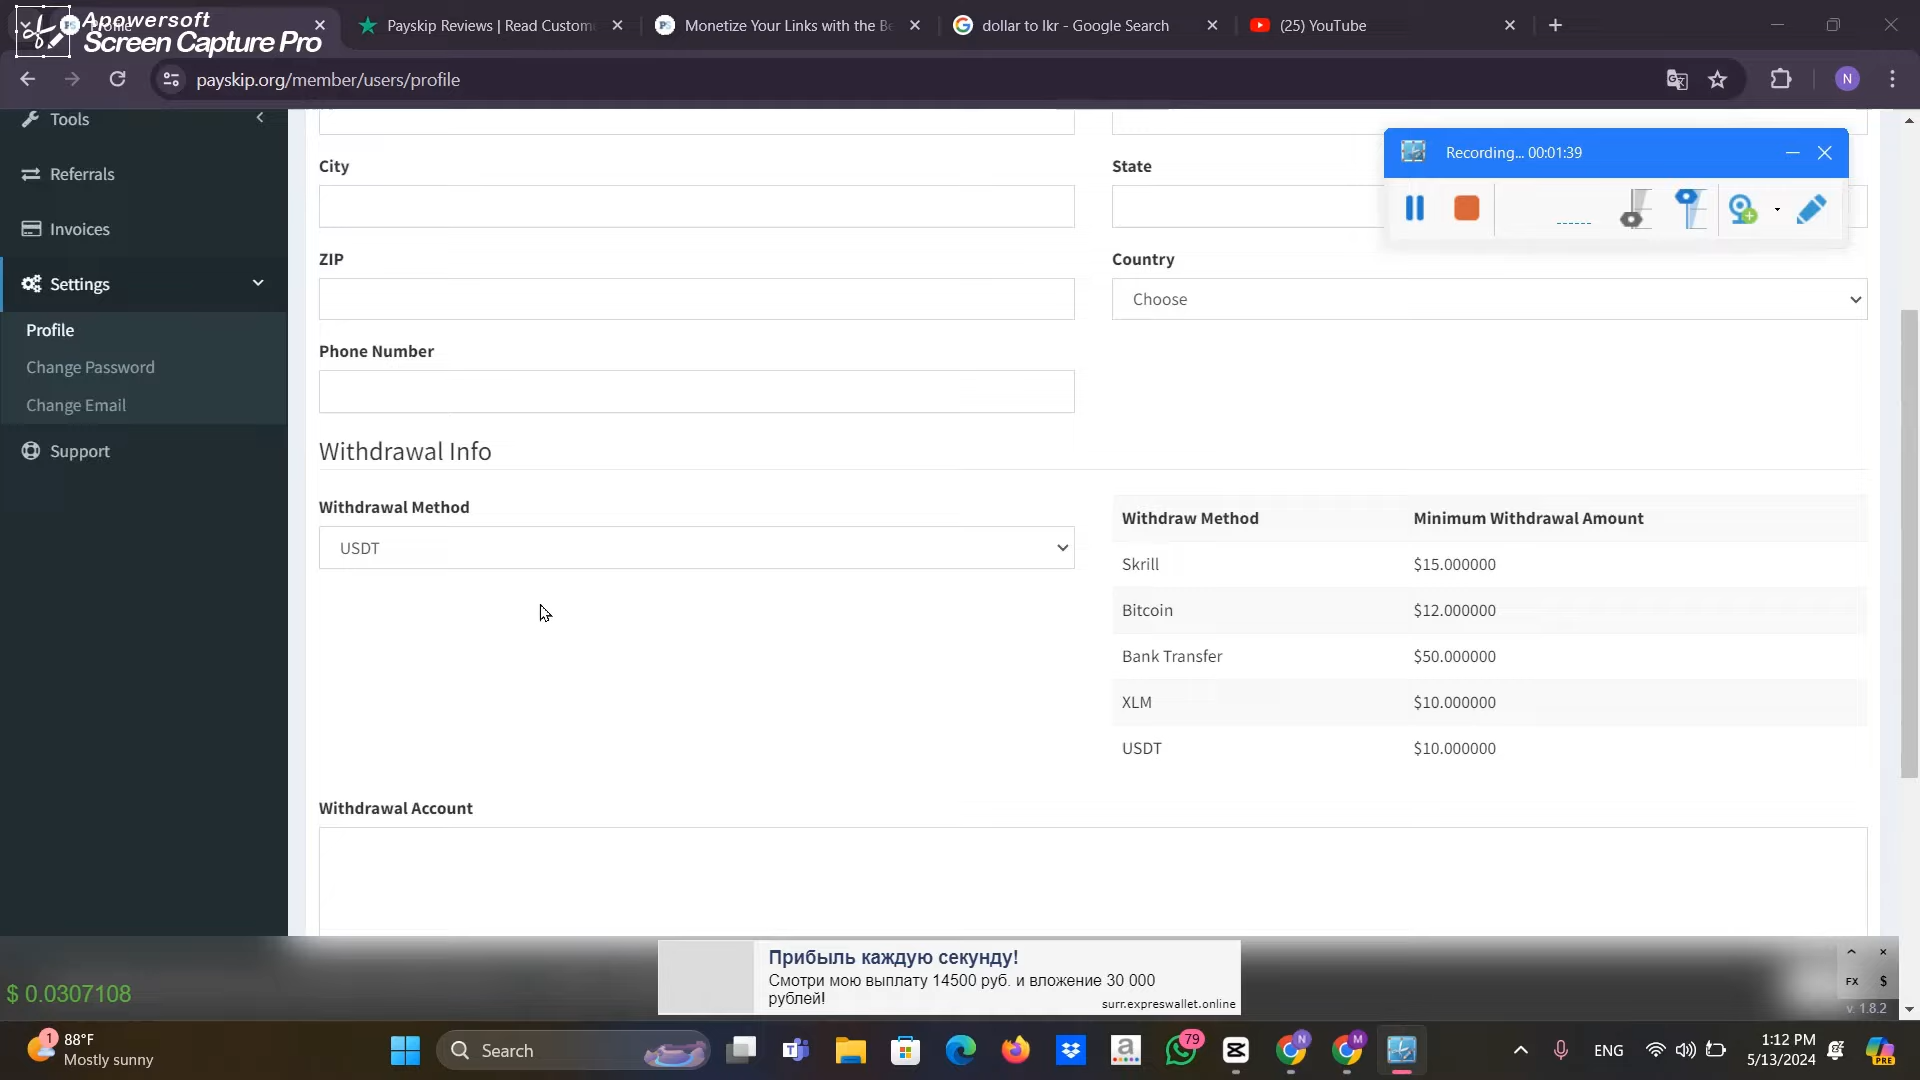 Apowersoft
Screen Capture Pro
Payskip Reviews | Read Custom
Monetize Your Links with the Be
dollar to lkr - Google Search
(25) YouTube
payskip.org/member/users/profile
N
Tools
Referrals
Invoices
Settings
Profile
Change Password
Change Email
Support
Recording... 00:01:39
City
State
ZIP
Country
Choose
Phone Number
Withdrawal Info
Withdrawal Method
USDT
Withdraw Method Minimum Withdrawal Amount
Skrill $15.000000
Bitcoin $12.000000
Bank Transfer $50.000000
XLM $10.000000
USDT $10.000000
Withdrawal Account
Прибыль каждую секунду!
Смотри мою выплату 14500 руб. и вложение 30 000
рублей!
surr.expreswallet.online
$ 0.0307108
FX $
v. 1.8.2
88°F
Mostly sunny
Search
79
ENG
1:12 PM
5/13/2024